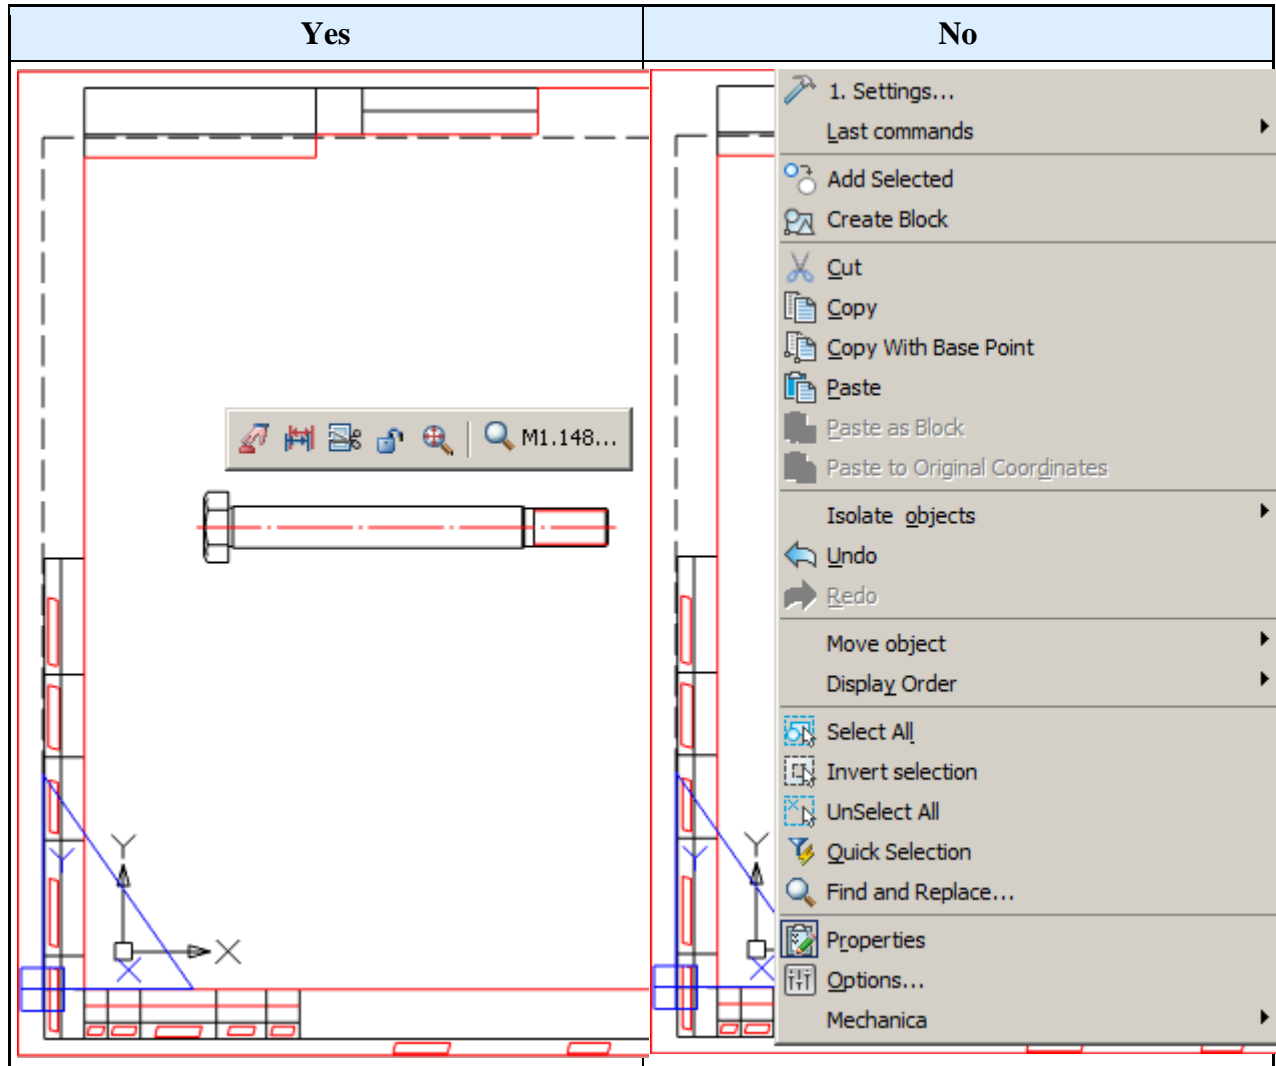 Yes
No
M1.148...
Y
Y
X
X
1. Settings...
Last commands
Add Selected
Create Block
Cut
Copy
Copy With Base Point
Paste
Paste as Block
Paste to Original Coordinates
Isolate objects
Undo
Redo
Move object
Display Order
Select All
Invert selection
UnSelect All
Quick Selection
Find and Replace...
Properties
Options...
Mechanica
Y
Y
X